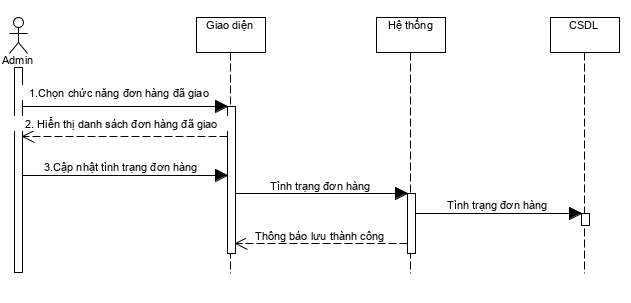 Giao diện
Hệ thống
CSDL
Admin
1.Chọn chức năng đơn hàng đã giao
2. Hiển thị danh sách đơn hàng đã giao
3.Cập nhật tình trạng đơn hàng
Tình trạng đơn hàng
Tình trạng đơn hàng
Thông báo lưu thành công